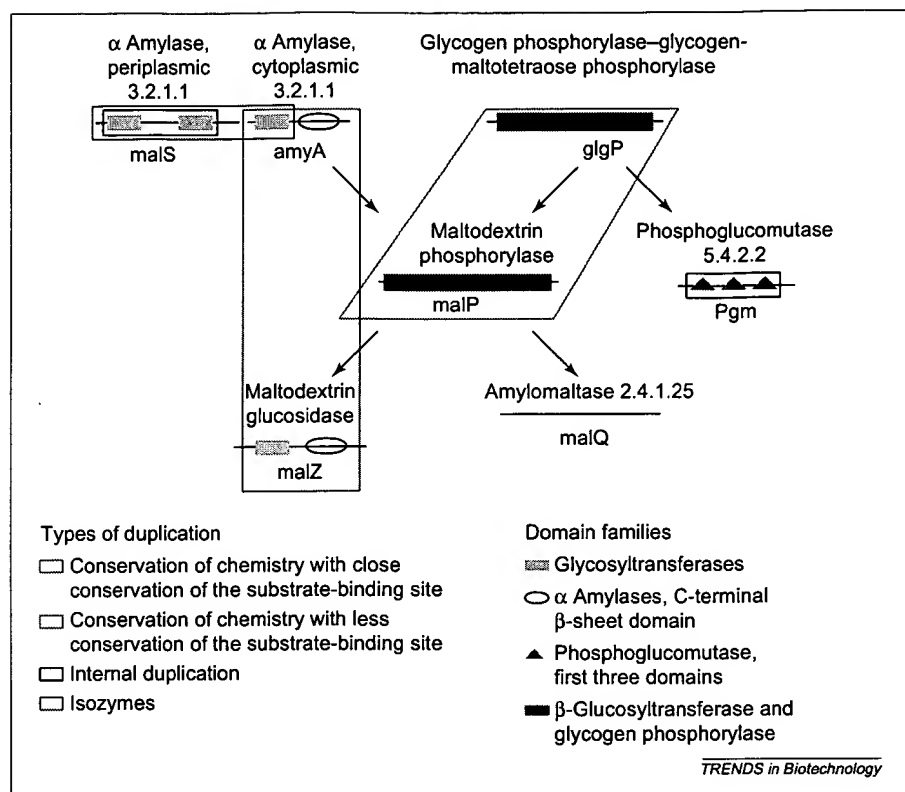 α Amylase,
periplasmic
3.2.1.1
malS
α Amylase,
cytoplasmic
3.2.1.1
amyA
Glycogen phosphorylase–glycogen-
maltotetraose phosphorylase
glgP
Maltodextrin
phosphorylase
malP
Phosphoglucomutase
5.4.2.2
Pgm
Maltodextrin
glucosidase
malZ
Amylomaltase 2.4.1.25
malQ
Types of duplication
Conservation of chemistry with close
conservation of the substrate-binding site
Conservation of chemistry with less
conservation of the substrate-binding site
Internal duplication
Isozymes
Domain families
Glycosyltransferases
α Amylases, C-terminal
β-sheet domain
Phosphoglucomutase,
first three domains
β-Glucosyltransferase and
glycogen phosphorylase
TRENDS in Biotechnology